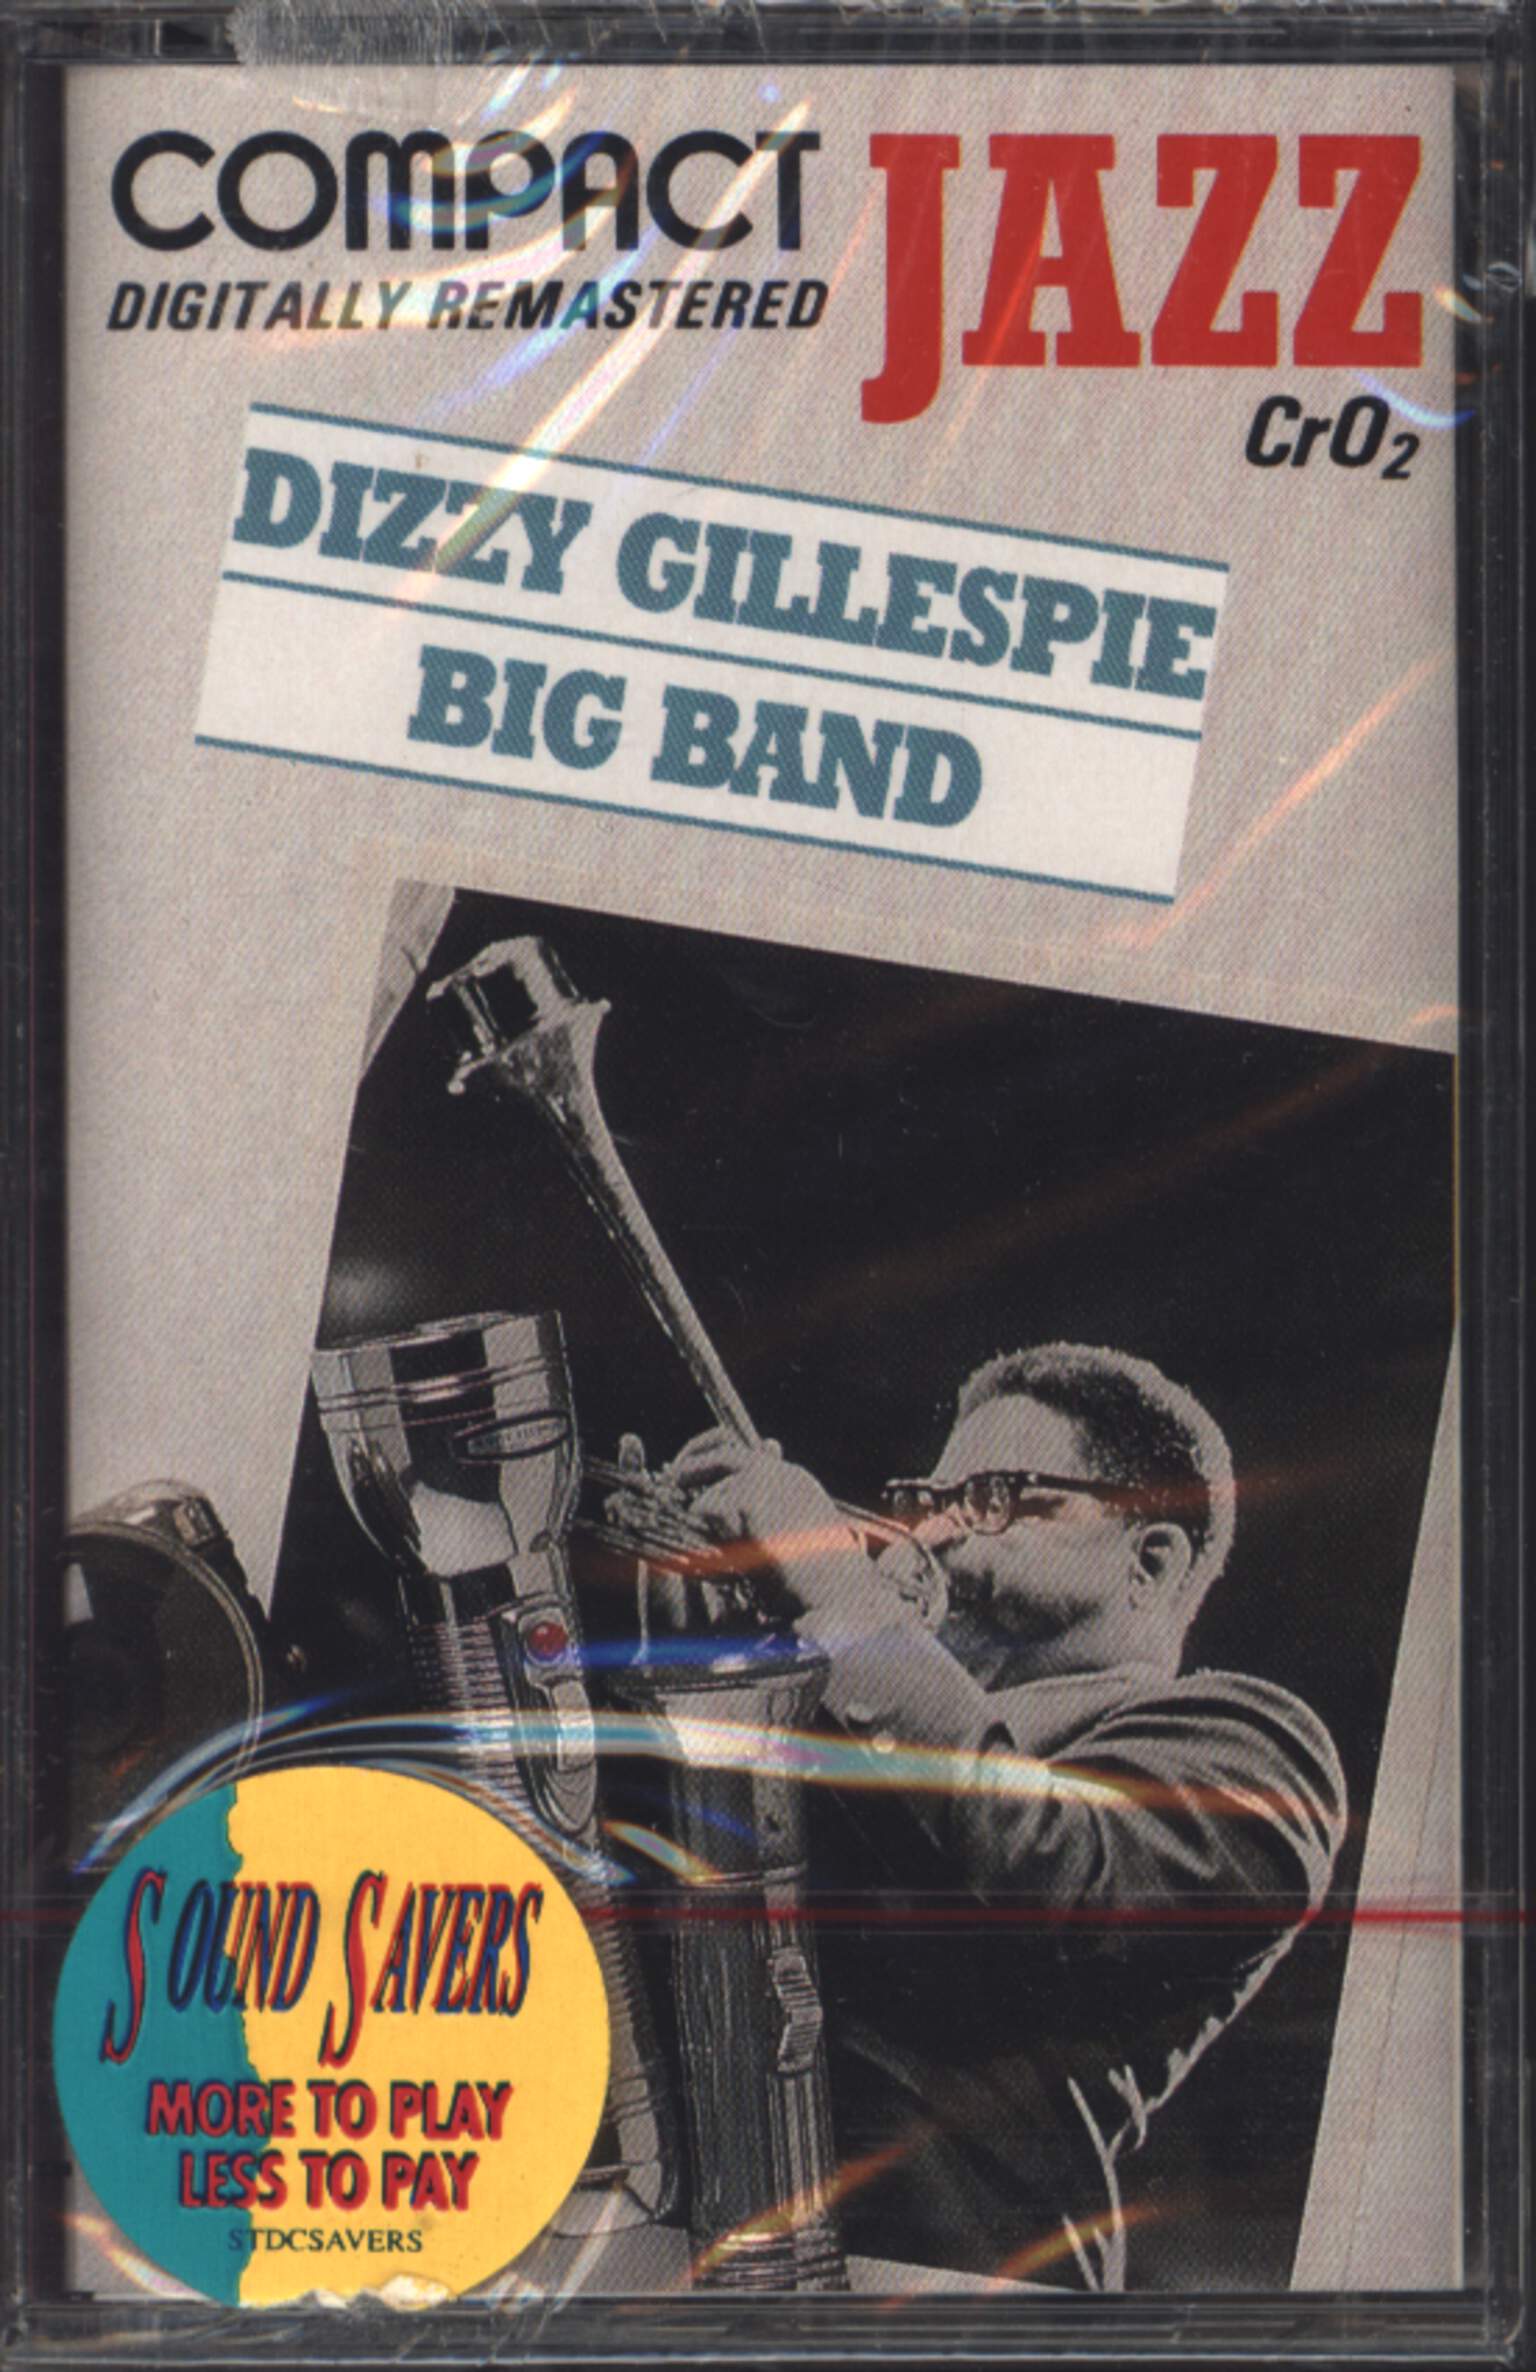 COMPACT JAZZ
DIGITALLY REMASTERED
CrO₂
DIZZY GILLESPIE
BIG BAND
SOUND SAVERS
MORE TO PLAY
LESS TO PAY
STDCSAVERS